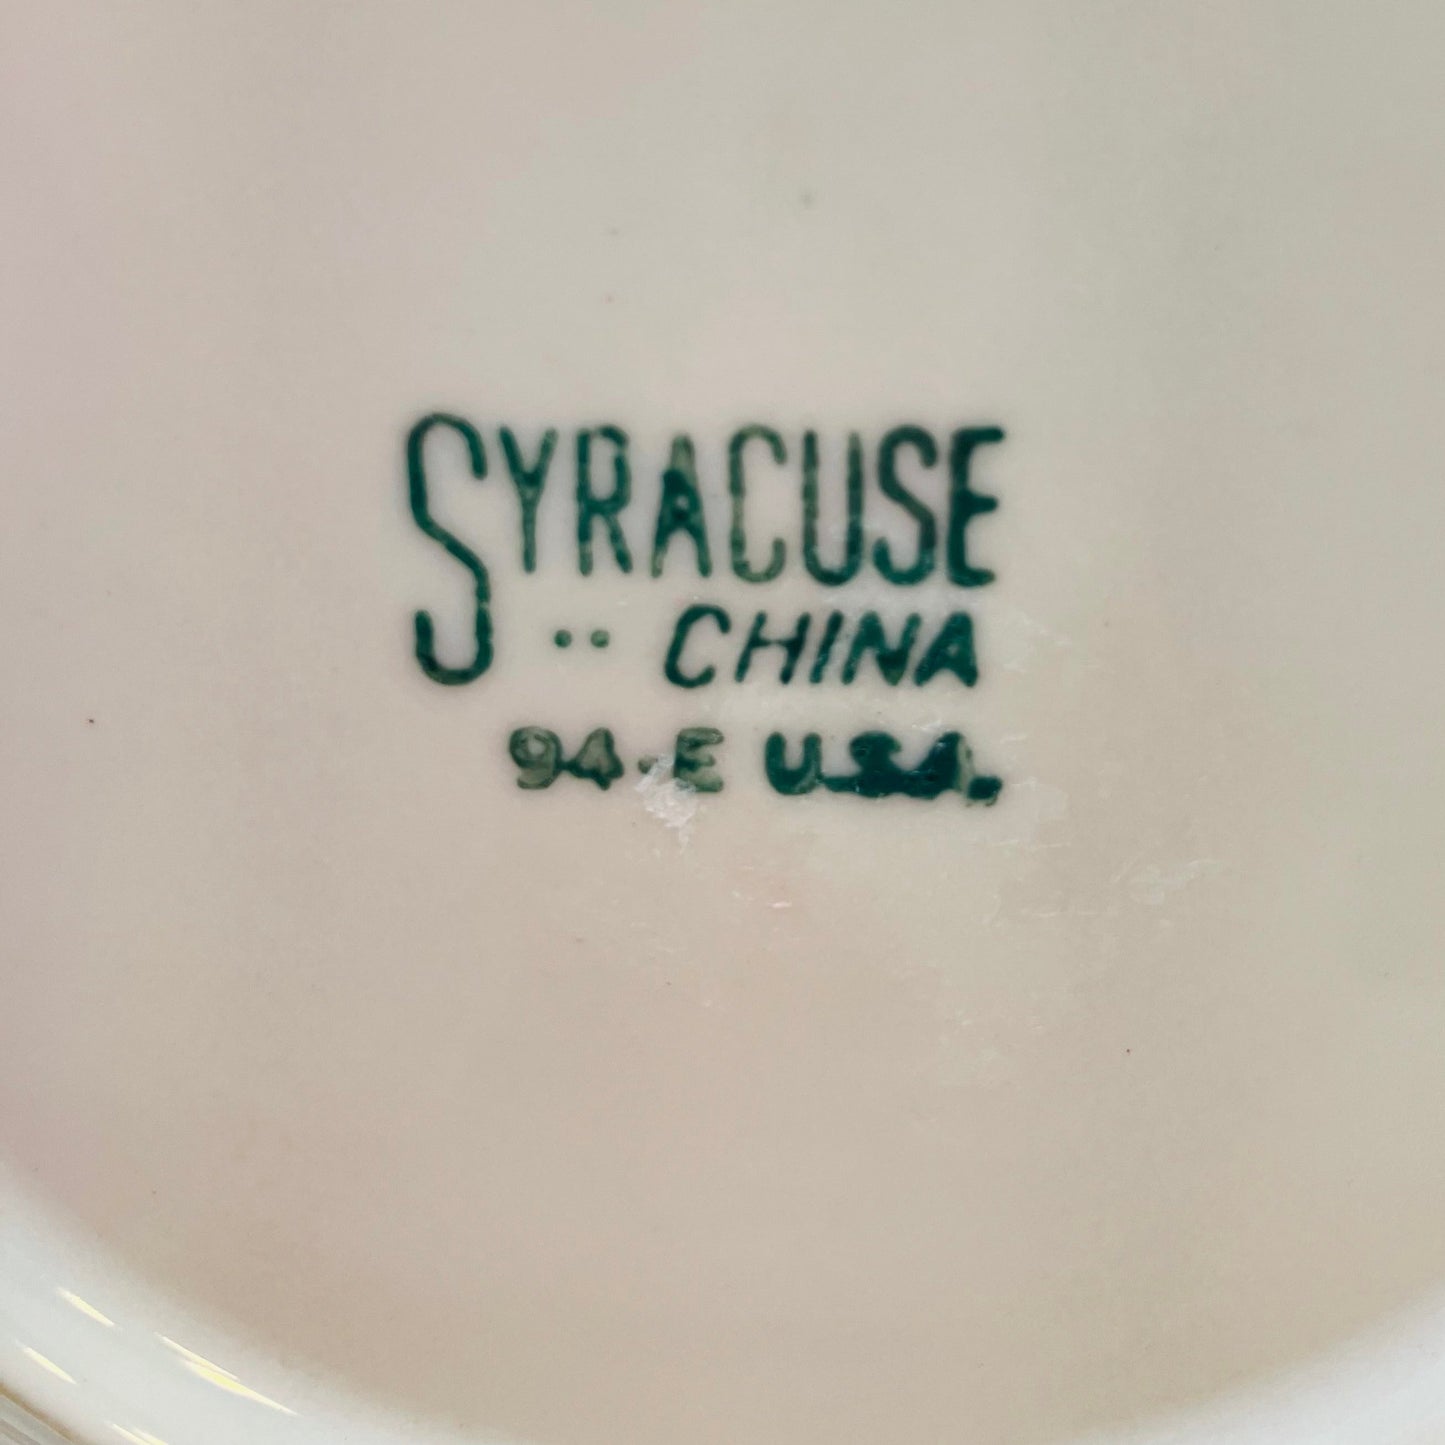 SYRACUSE
·· CHINA
94-E U.S.A.